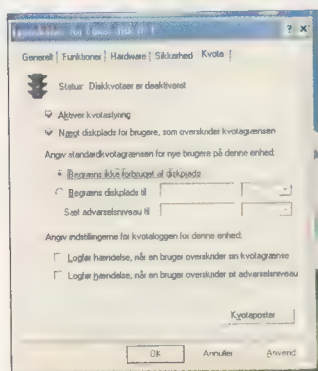 ? X
Generelt Funktioner Hardware Sikkerhed Kvota
Status: Diskkvotaer er deaktiveret
Aktiver kvotastyring
Nægt diskplads for brugere, som overskrider kvotagrænsen
Angiv standardkvotagrænsen for nye brugere på denne enhed:
Begræns ikke forbruget af diskplads
Begræns diskplads til
Sæt advarselsniveau til
Angiv indstillingerne for kvotaloggen for denne enhed:
Logfør hændelse, når en bruger overskrider sin kvotagrænse
Logfør hændelse, når en bruger overskrider sit advarselsniveau
Kvotaposter
OK Annuller Anvend